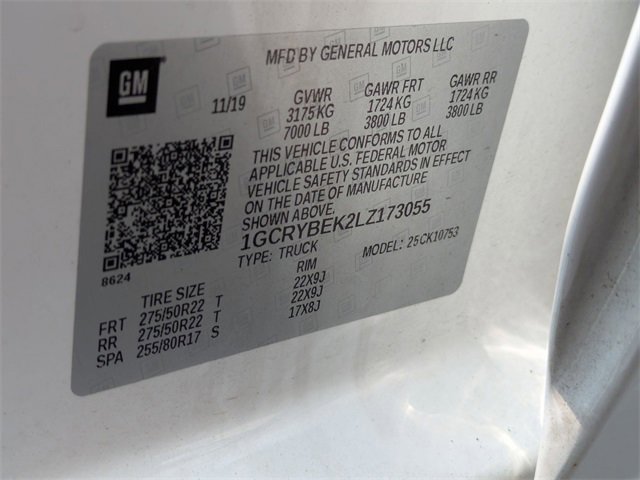 MFD BY GENERAL MOTORS LLC
GM
11/19
GVWR GAWR FRT GAWR RR
3175 KG 1724 KG 1724 KG
7000 LB 3800 LB 3800 LB
THIS VEHICLE CONFORMS TO ALL
APPLICABLE U.S. FEDERAL MOTOR
VEHICLE SAFETY STANDARDS IN EFFECT
ON THE DATE OF MANUFACTURE
SHOWN ABOVE.
1GCRYBEK2LZ173055
TYPE: TRUCK MODEL: 25CK10753
8624
TIRE SIZE RIM
FRT 275/50R22 T 22X9J
RR 275/50R22 T 22X9J
SPA 255/80R17 S 17X8J